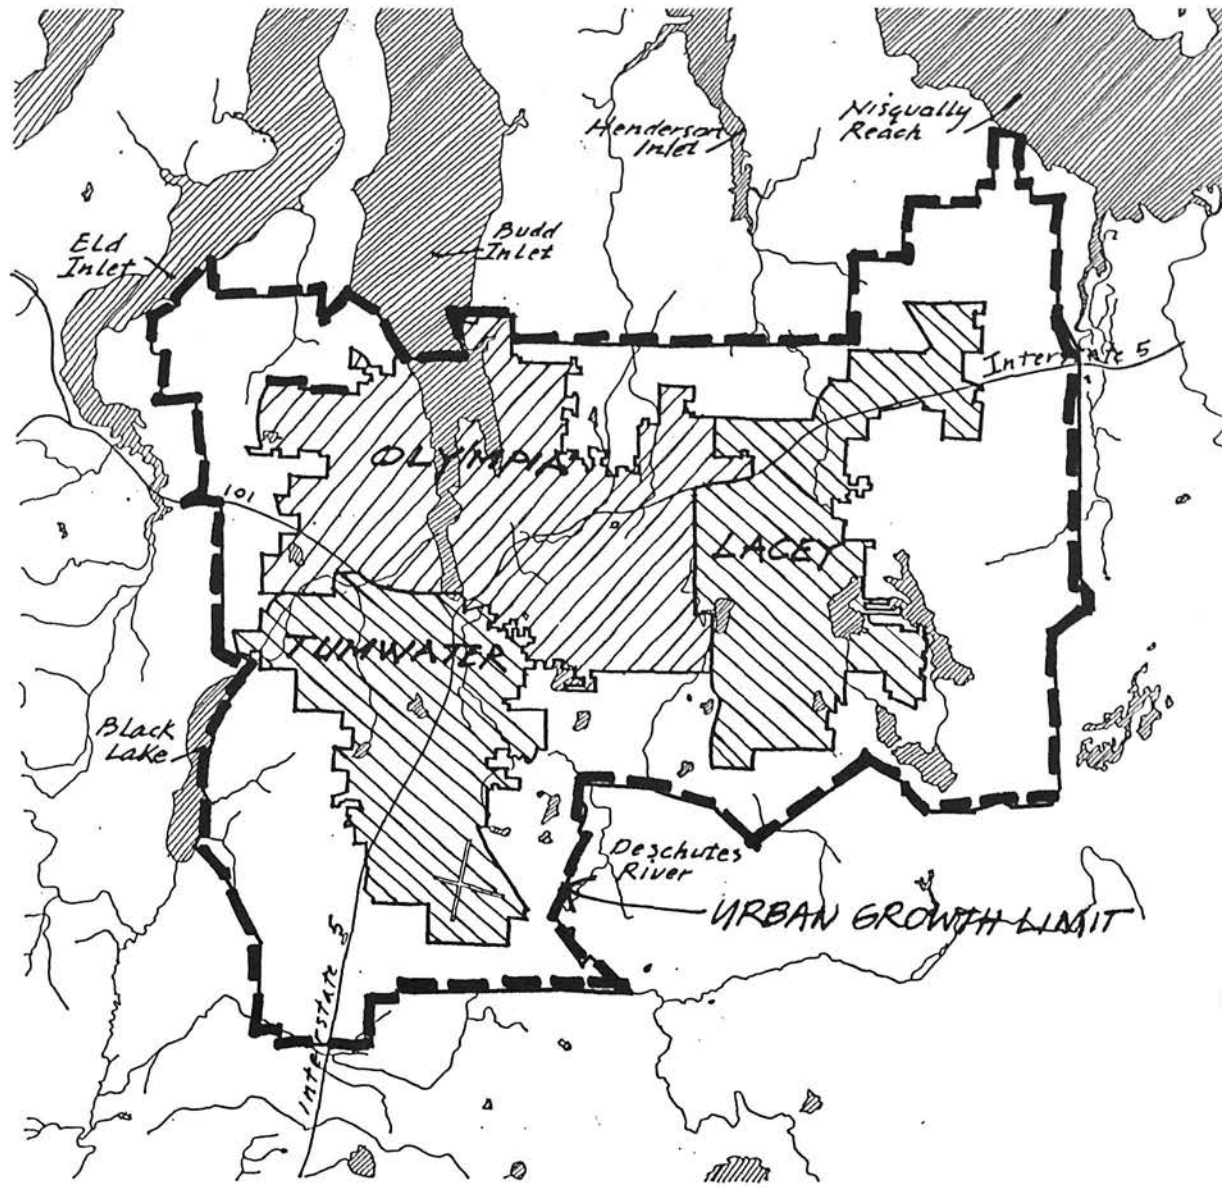 Nisqually
Reach
Henderson
Inlet
Budd
Inlet
Eld
Inlet
Interstate 5
OLYMPIA
101
LACEY
TUMWATER
Black
Lake
Deschutes
River
URBAN GROWTH LIMIT
Interstate 5